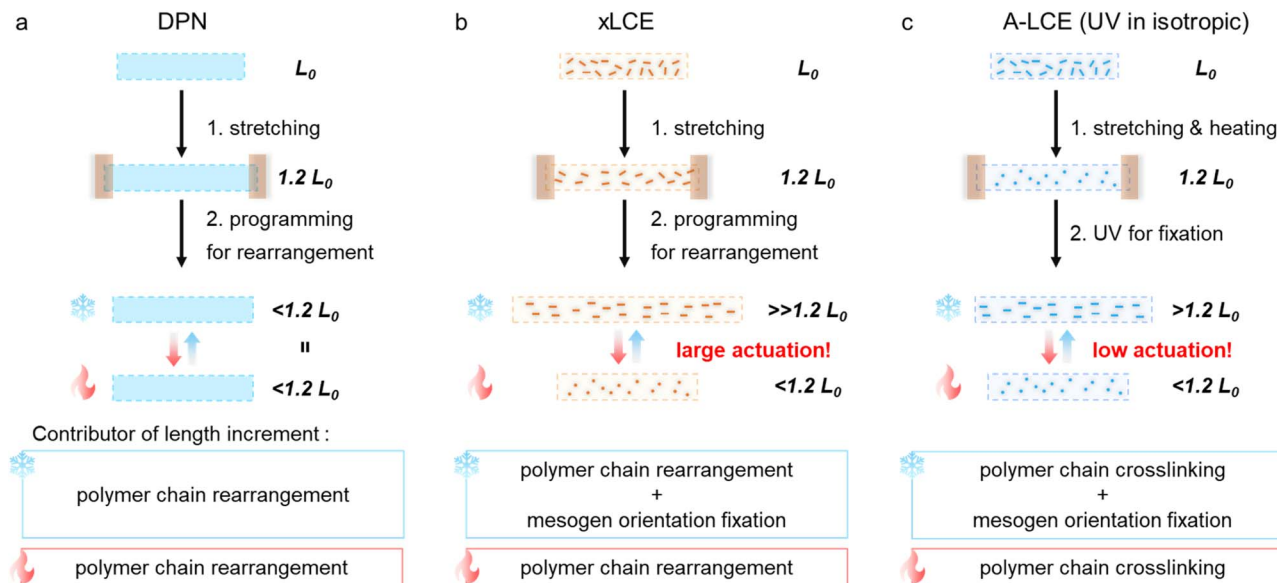 a
DPN
L0
1. stretching
1.2 L0
2. programming
for rearrangement
<1.2 L0
=
<1.2 L0
Contributor of length increment :
polymer chain rearrangement
polymer chain rearrangement
b
xLCE
L0
1. stretching
1.2 L0
2. programming
for rearrangement
>>1.2 L0
large actuation!
<1.2 L0
polymer chain rearrangement
+
mesogen orientation fixation
polymer chain rearrangement
c
A-LCE (UV in isotropic)
L0
1. stretching & heating
1.2 L0
2. UV for fixation
>1.2 L0
low actuation!
<1.2 L0
polymer chain crosslinking
+
mesogen orientation fixation
polymer chain crosslinking